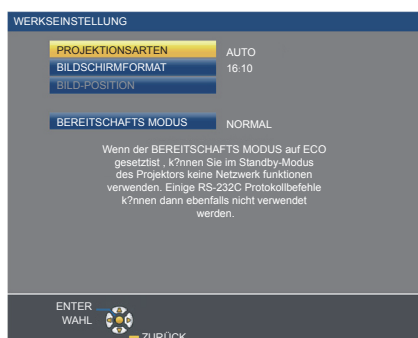 WERKSEINSTELLUNG
PROJEKTIONSARTEN AUTO
BILDSCHIRMFORMAT 16:10
BILD-POSITION
BEREITSCHAFTS MODUS NORMAL
Wenn der BEREITSCHAFTS MODUS auf ECO
gesetztist , k?nnen Sie im Standby-Modus
des Projektors keine Netzwerk funktionen
verwenden. Einige RS-232C Protokollbefehle
k?nnen dann ebenfalls nicht verwendet
werden.
ENTER
WAHL
ZURÜCK